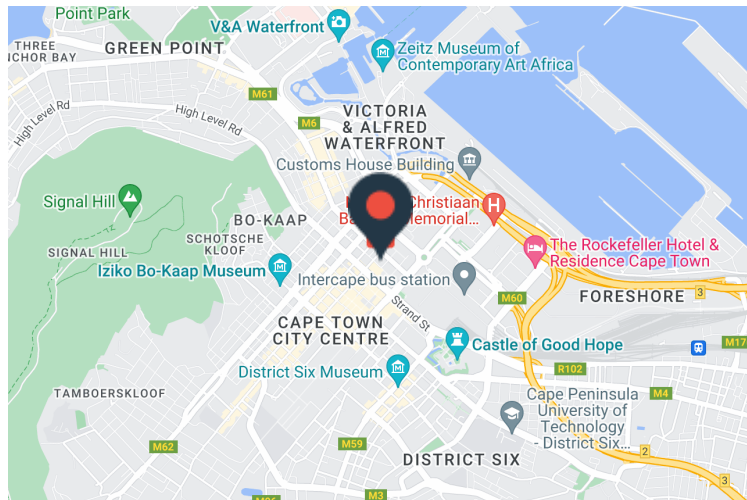 Point Park
V&A Waterfront
THREE
NCHOR BAY
GREEN POINT
Zeitz Museum of
Contemporary Art Africa
M61
High Level Rd
High Level Rd
M6
VICTORIA
& ALFRED
WATERFRONT
Customs House Building
Signal Hill
Christiaan
emorial...
H
BO-KAAP
SCHOTSCHE
KLOOF
SIGNAL HILL
Iziko Bo-Kaap Museum
The Rockefeller Hotel &
Residence Cape Town
Intercape bus station
M60
FORESHORE
3
Strand St
CAPE TOWN
CITY CENTRE
Castle of Good Hope
M17
R102
District Six Museum
TAMBOERSKLOOF
M4
Cape Peninsula
University of
Technology
- District Six...
M62
M59
DISTRICT SIX
2
3
M3